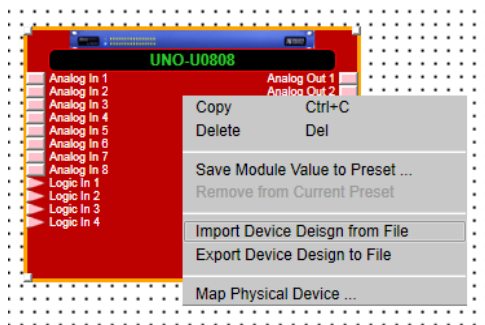 UNO-U0808
Analog In 1 Analog Out 1
Analog In 2 Analog Out 2
Analog In 3
Analog In 4
Analog In 5
Analog In 6
Analog In 7
Analog In 8
Logic In 1
Logic In 2
Logic In 3
Logic In 4
Copy Ctrl+C
Delete Del
Save Module Value to Preset ...
Remove from Current Preset
Import Device Deisgn from File
Export Device Design to File
Map Physical Device ...